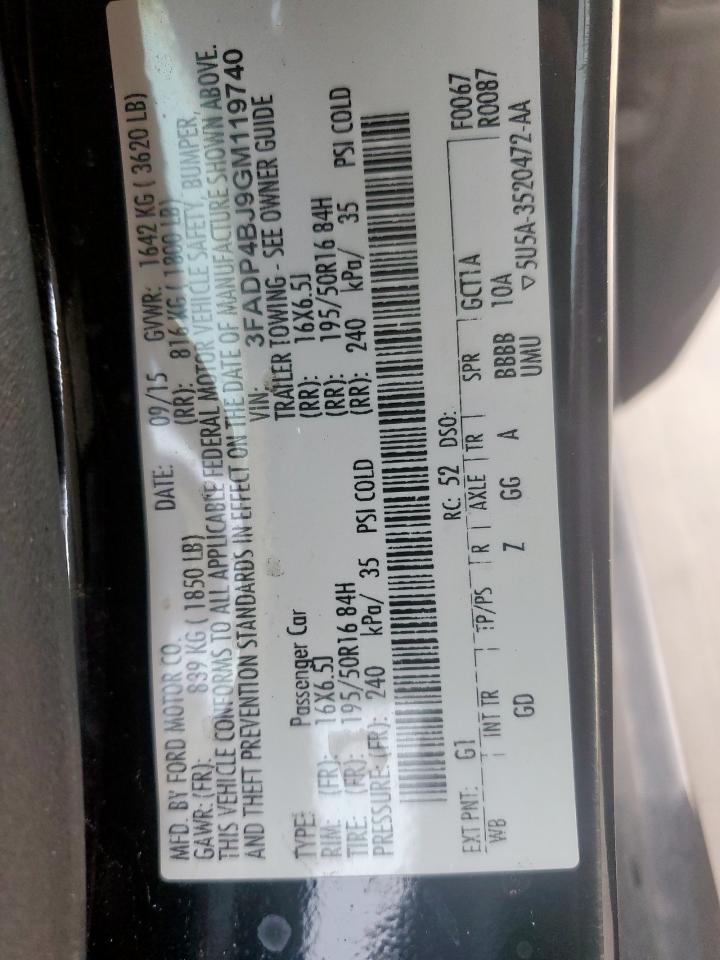 MFD. BY FORD MOTOR CO. DATE: 09/15 GVWR: 1642 KG ( 3620 LB)
GAWR: (FR): 839 KG ( 1850 LB) (RR): 816 KG ( 1800 LB)
THIS VEHICLE CONFORMS TO ALL APPLICABLE FEDERAL MOTOR VEHICLE SAFETY, BUMPER,
AND THEFT PREVENTION STANDARDS IN EFFECT ON THE DATE OF MANUFACTURE SHOWN ABOVE.
VIN: 3FADP4BJ9GM119740
TYPE: Passenger Car TRAILER TOWING - SEE OWNER GUIDE
RIM: (FR): 16X6.5J (RR): 16X6.5J
TIRE: (FR): 195/50R16 84H (RR): 195/50R16 84H
PRESSURE: (FR): 240 kPa/ 35 PSI COLD (RR): 240 kPa/ 35 PSI COLD
EXT PNT: G1 RC: 52 DSO: F0067
WB INT TR TP/PS R AXLE TR SPR R0087
GCT1A
GD Z GG A BBBB 10A
UMU ▽ 5U5A-3520472-AA